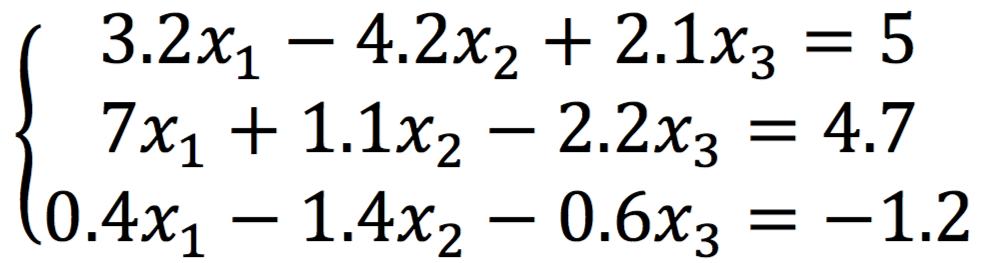 3.2x₁ − 4.2x₂ + 2.1x₃ = 5
7x₁ + 1.1x₂ − 2.2x₃ = 4.7
0.4x₁ − 1.4x₂ − 0.6x₃ = −1.2